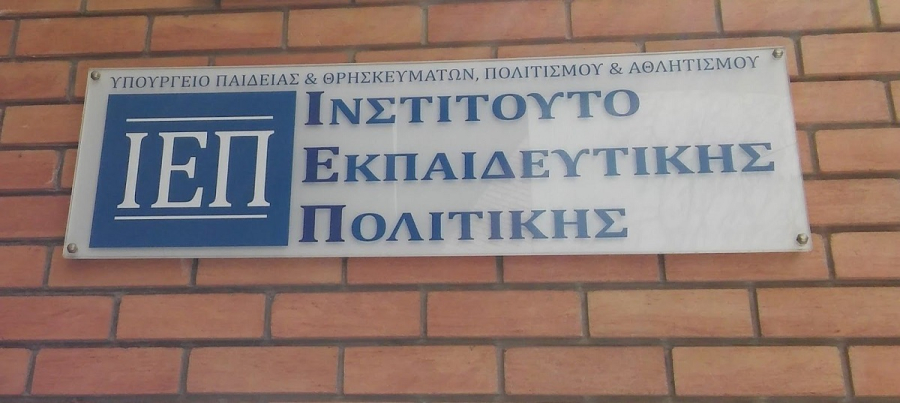 ΥΠΟΥΡΓΕΙΟ ΠΑΙΔΕΙΑΣ & ΘΡΗΣΚΕΥΜΑΤΩΝ, ΠΟΛΙΤΙΣΜΟΥ & ΑΘΛΗΤΙΣΜΟΥ
ΙΕΠ
ΙΝΣΤΙΤΟΥΤΟ
ΕΚΠΑΙΔΕΥΤΙΚΗΣ
ΠΟΛΙΤΙΚΗΣ